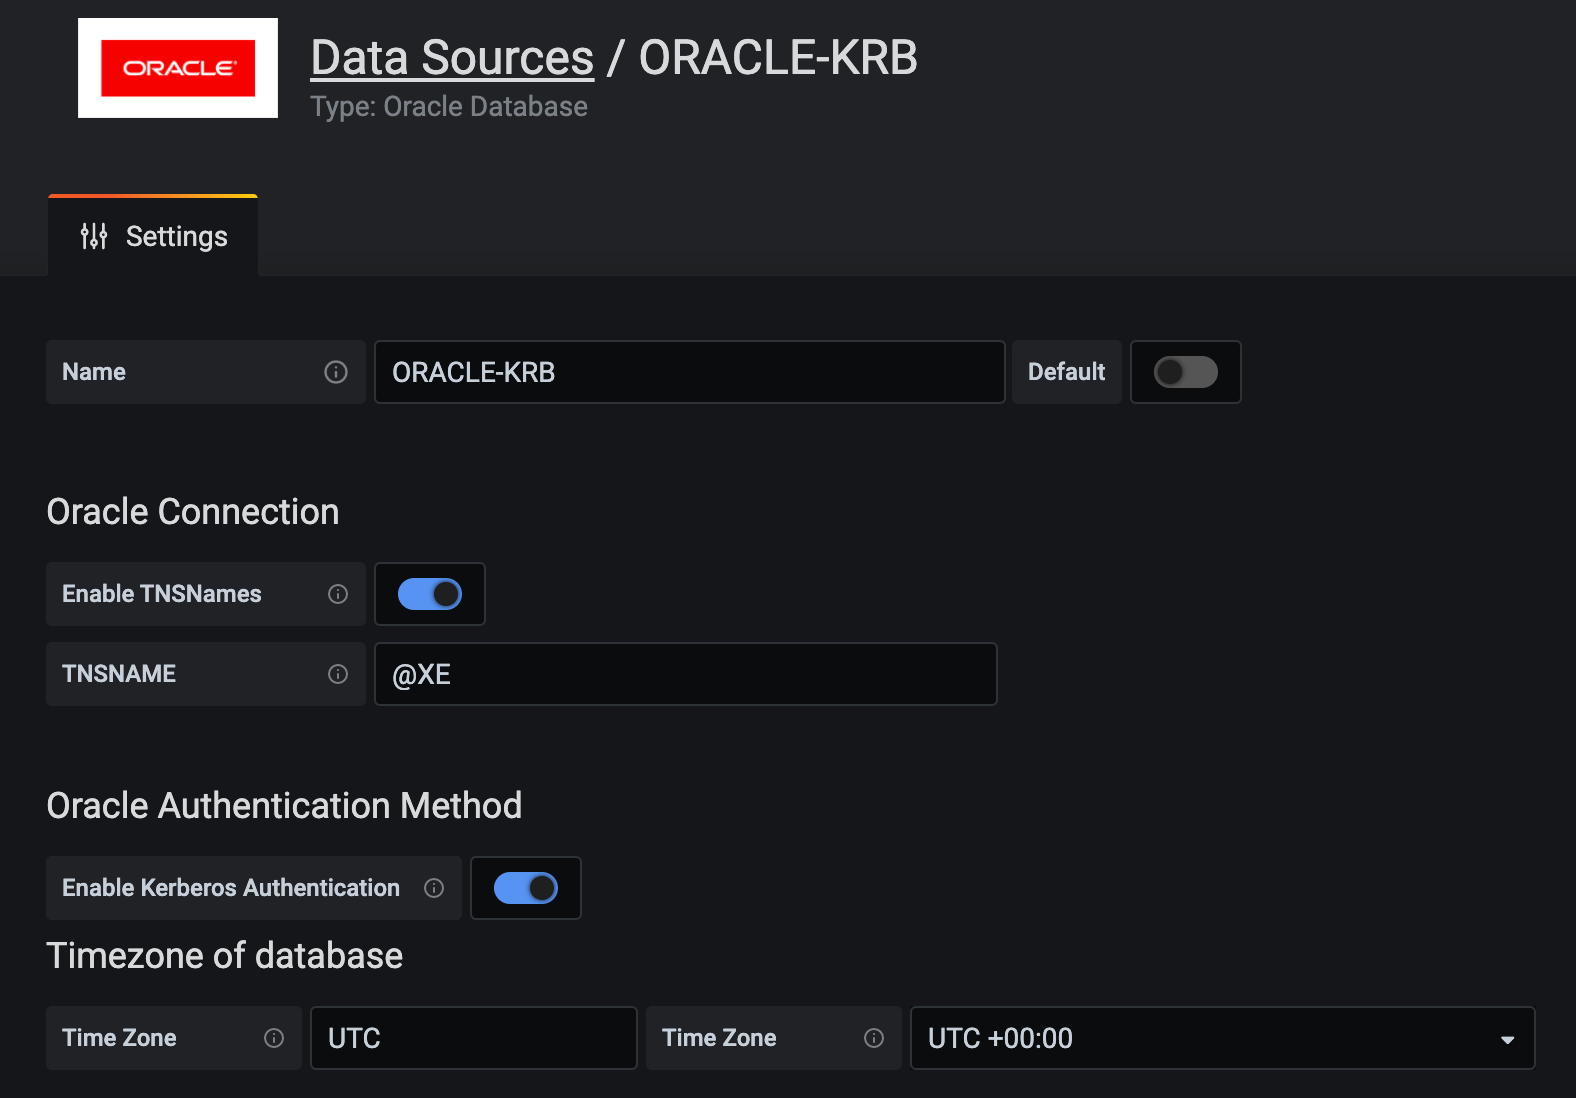 ORACLE
Data Sources / ORACLE-KRB
Type: Oracle Database
Settings
Name ORACLE-KRB Default
Oracle Connection
Enable TNSNames
TNSNAME @XE
Oracle Authentication Method
Enable Kerberos Authentication
Timezone of database
Time Zone UTC Time Zone UTC +00:00